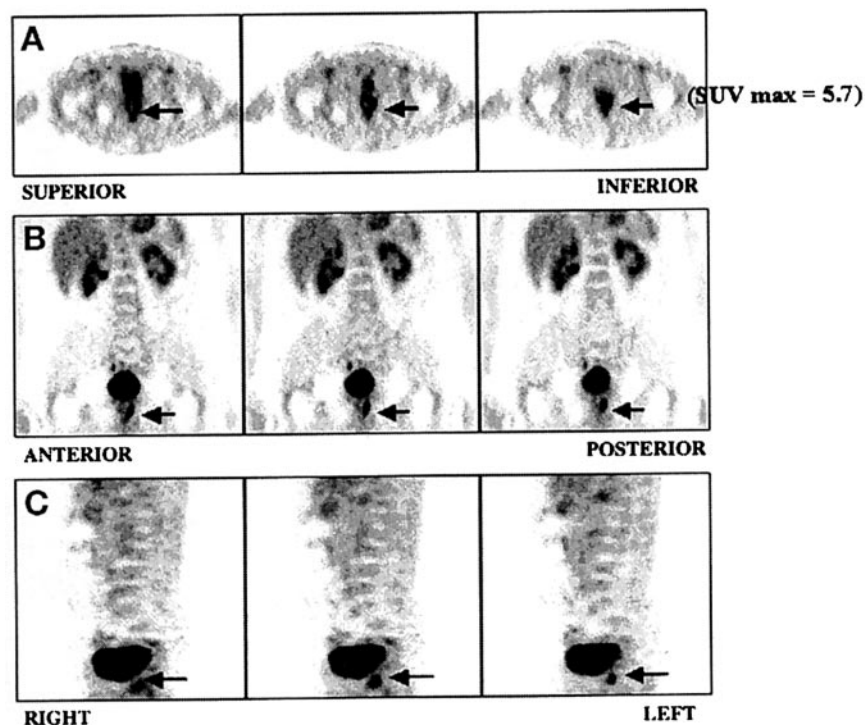 A
(SUV max = 5.7)
SUPERIOR INFERIOR
B
ANTERIOR POSTERIOR
C
RIGHT LEFT